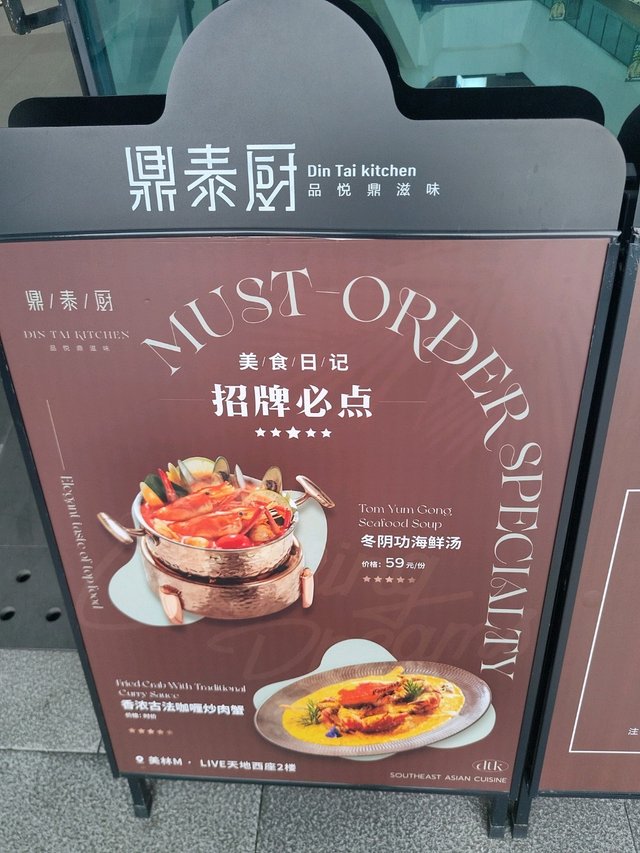 鼎泰厨
Din Tai kitchen
品悦鼎滋味
鼎/泰/厨
DIN TAI KITCHEN
品悦鼎滋味
MUST-ORDER SPECIALTY
美/食/日/记
招牌必点
Elegant taste of top food
Tom Yum Gong
Seafood Soup
冬阴功海鲜汤
价格：59元/份
Fried Crab With Traditional
Curry Sauce
香浓古法咖喱炒肉蟹
价格：时价
美林M · LIVE天地西座2楼
dtk
SOUTHEAST ASIAN CUISINE
注